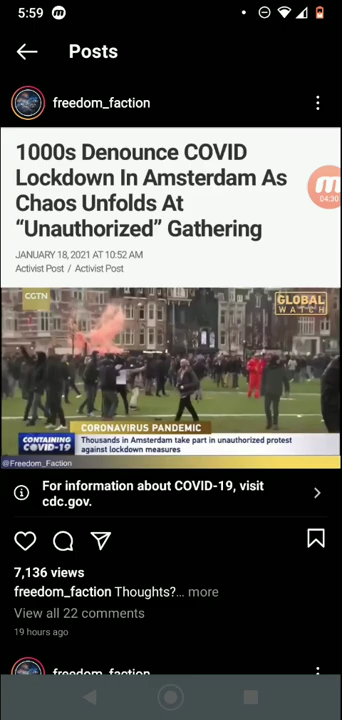 5:59
Posts
freedom_faction
1000s Denounce COVID
Lockdown In Amsterdam As
Chaos Unfolds At
“Unauthorized” Gathering
JANUARY 18, 2021 AT 10:52 AM
Activist Post / Activist Post
04:30
CGTN
GLOBAL
WATCH
CORONAVIRUS PANDEMIC
CONTAINING
COVID-19
Thousands in Amsterdam take part in unauthorized protest
against lockdown measures
@Freedom_Faction
For information about COVID-19, visit
cdc.gov.
7,136 views
freedom_faction Thoughts?... more
View all 22 comments
19 hours ago
freedom_faction